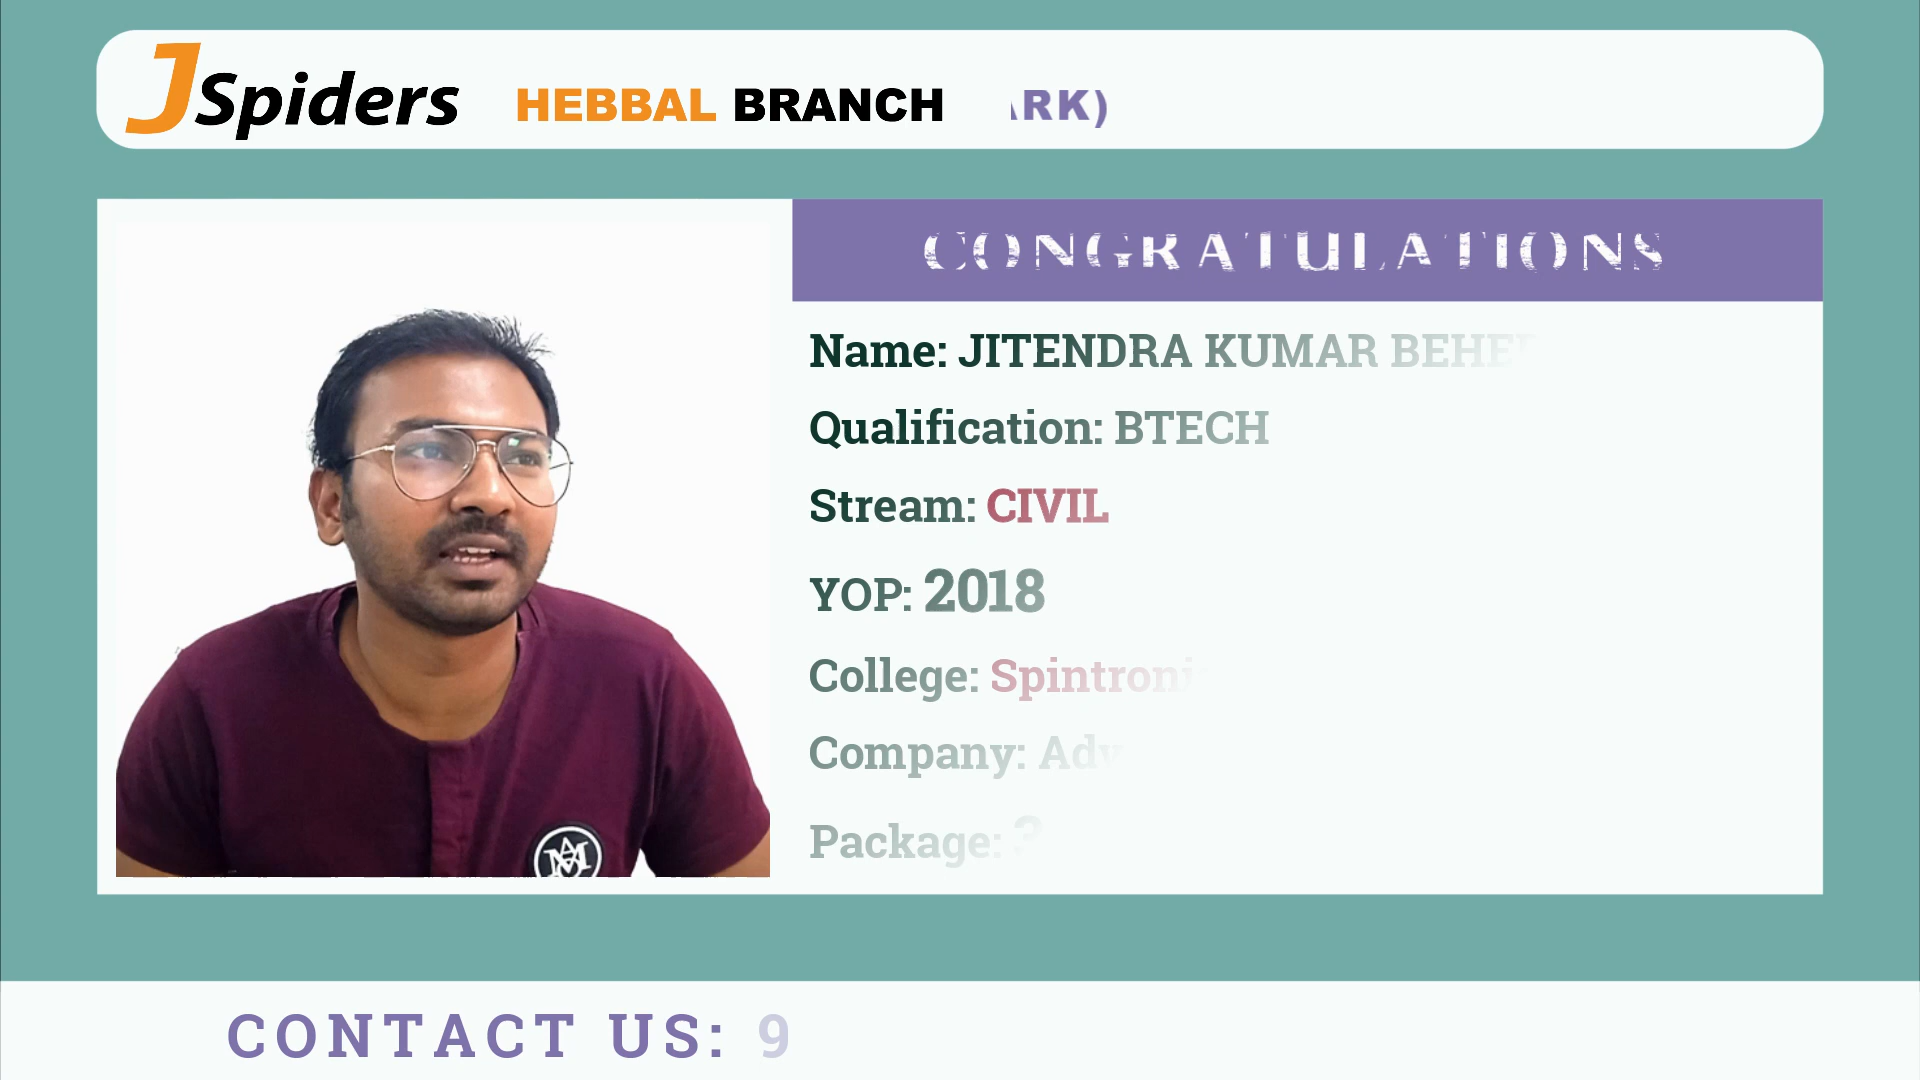 JSpiders HEBBAL BRANCH ARK)
CONGRATULATIONS
Name: JITENDRA KUMAR
Qualification: BTECH
Stream: CIVIL
YOP: 2018
College:
Company:
Package:
CONTACT US: 9